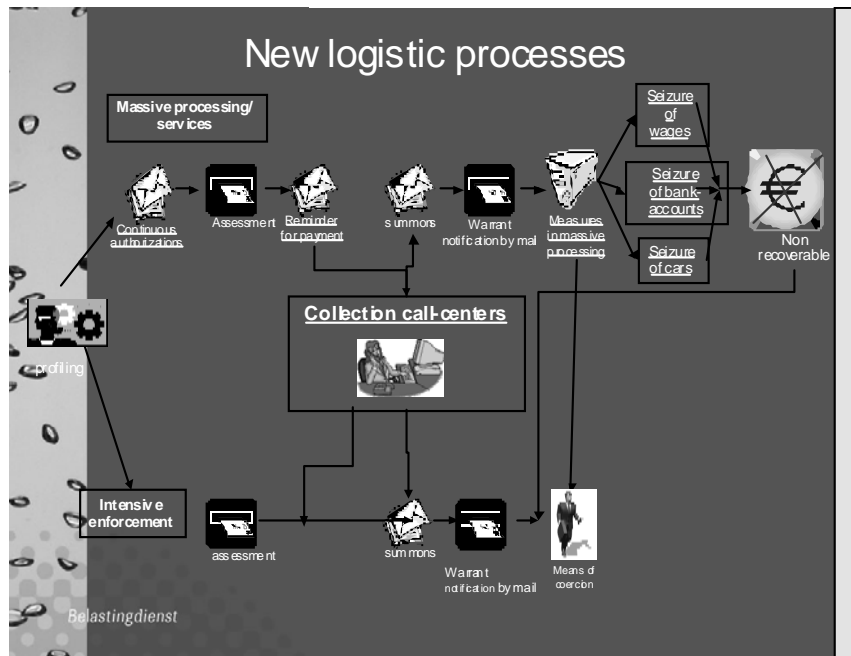 New logistic processes
Massive processing/
services
Seizure
of
wages
Seizure
of bank-
accounts
Seizure
of cars
Continuous
authorizations
Assessment
Reminder
for payment
summons
Warrant
notification by mail
Measures
in massive
processing
Non
recoverable
Collection call-centers
profiling
Intensive
enforcement
assessment
summons
Warrant
notification by mail
Means of
coercion
Belastingdienst